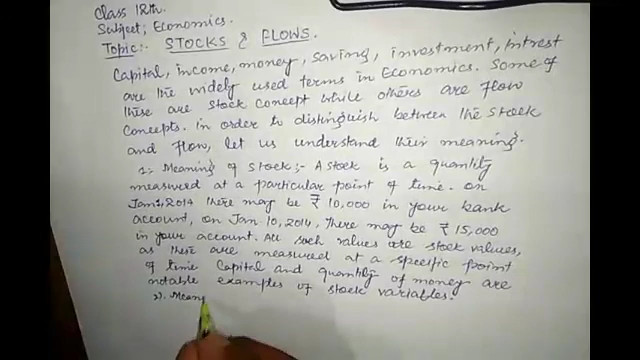 Class 12th.
Subject; Economics.
Topic:- STOCKS & FLOWS.
Capital, income, money, saving, investment, intrest
are the widely used terms in Economics. Some of
these are stock concept while others are flow
concepts. In order to distinguish between the stock
and flow, let us understand their meaning.
1:- Meaning of stock:- A stock is a quantity
measured at a particular point of time. On
Jan 1, 2014 there may be ₹ 10,000 in your bank
account, on Jan 10, 2014, There may be ₹ 15,000
in your account. All such values are stock values,
as these are measured at a specific point
of time Capital and quantity of money are
notable examples of stock variables.
2). Mean